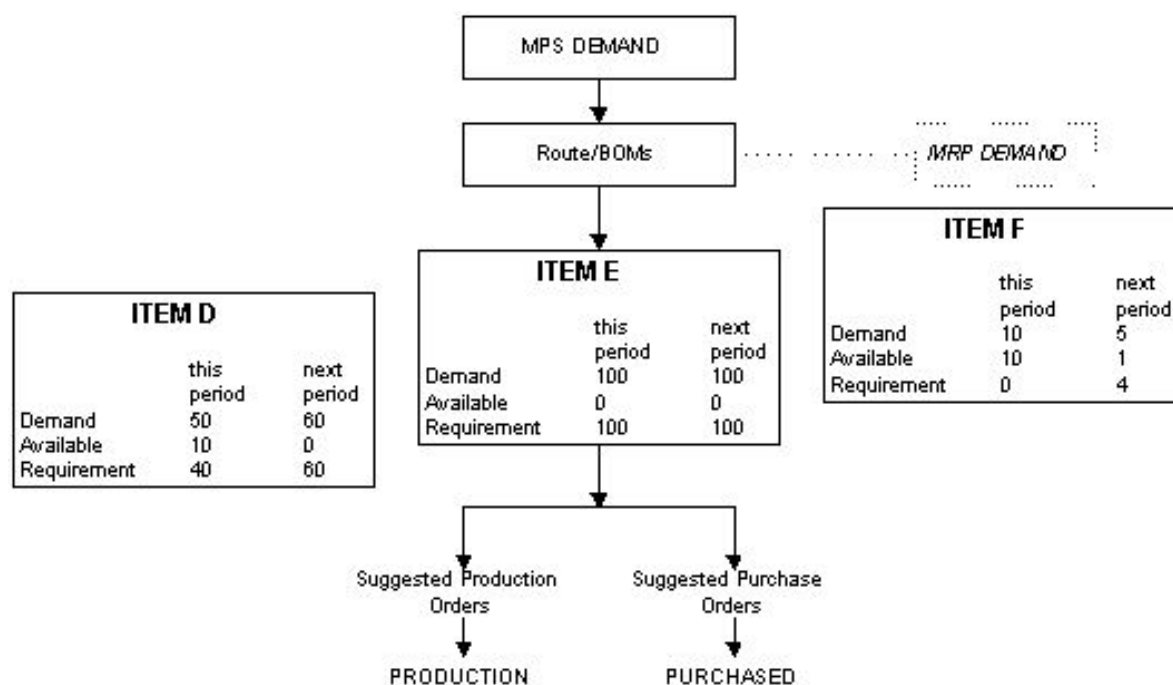 MPS DEMAND
Route/BOMs
MRP DEMAND
ITEM D
this next
period period
Demand 50 60
Available 10 0
Requirement 40 60
ITEM E
this next
period period
Demand 100 100
Available 0 0
Requirement 100 100
ITEM F
this next
period period
Demand 10 5
Available 10 1
Requirement 0 4
Suggested Production
Orders
Suggested Purchase
Orders
PRODUCTION
PURCHASED